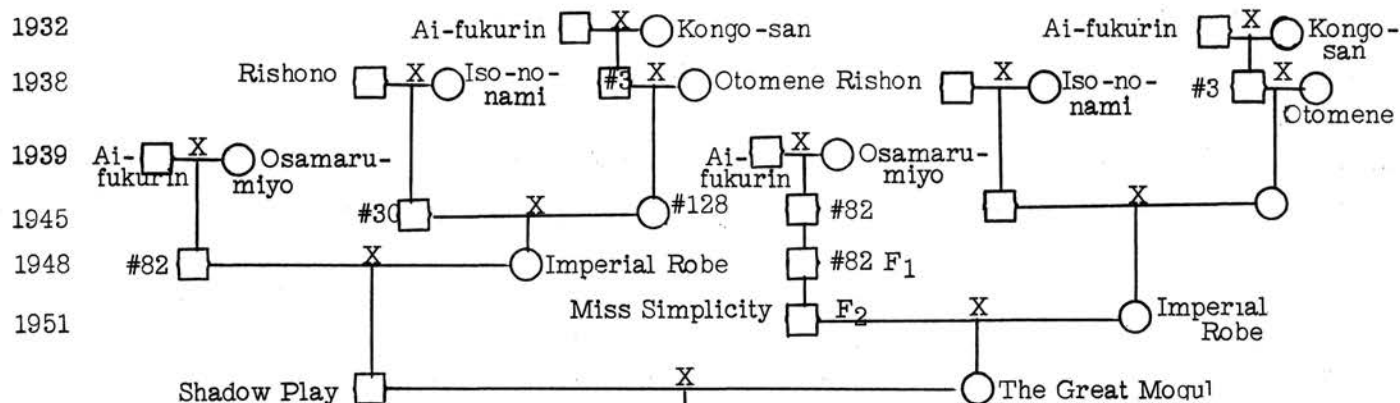 1932 Ai-fukurin X Kongo-san Ai-fukurin X Kongo-
san
1938 Rishono X Iso-no-
nami #3 X Otomene Rishon X Iso-no-
nami #3 X Otomene
1939 Ai-
fukurin X Osamaru-
miyo Ai-
fukurin X Osamaru-
miyo
1945 #30 X #128 #82 X
1948 #82 X Imperial Robe #82 F1
1951 Miss Simplicity F2 X Imperial
Robe
Shadow Play X The Great Mogul